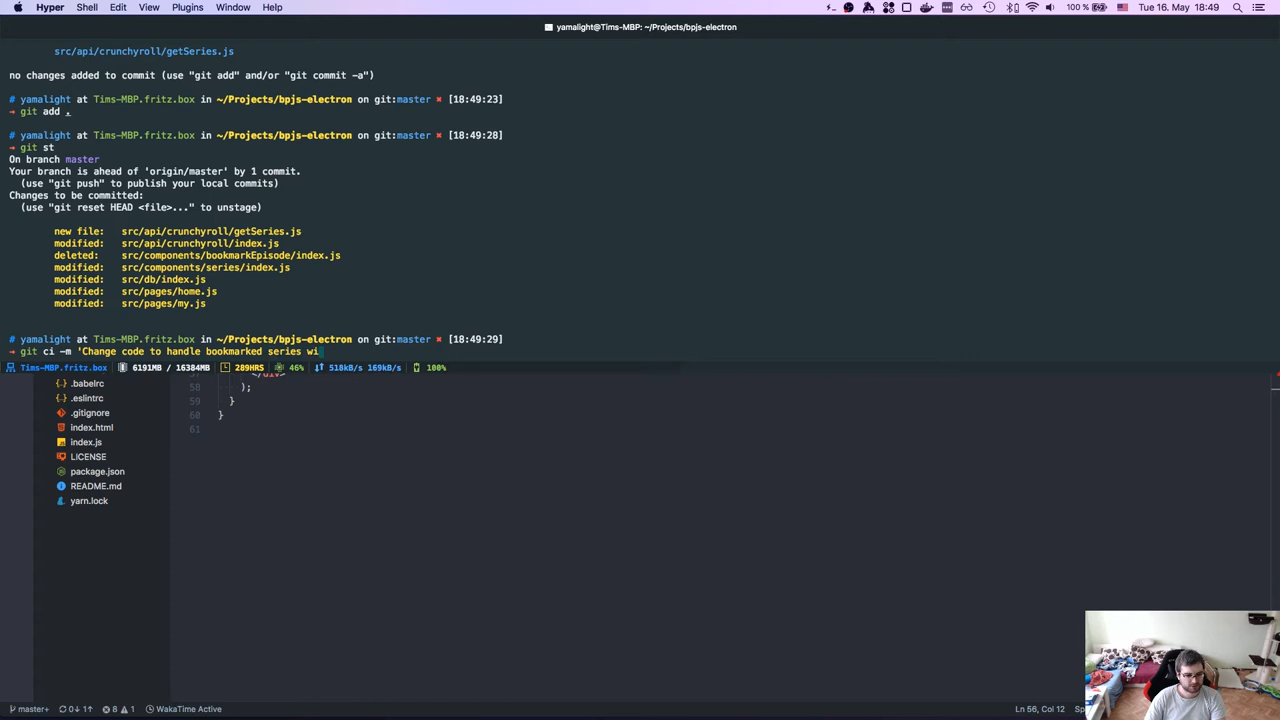 Hyper Shell Edit View Plugins Window Help 100 % Tue 16. May 18:49
yamalight@Tims-MBP: ~/Projects/bpjs-electron
src/api/crunchyroll/getSeries.js
no changes added to commit (use "git add" and/or "git commit -a")
# yamalight at Tims-MBP.fritz.box in ~/Projects/bpjs-electron on git:master ✖ [18:49:23]
→ git add .
# yamalight at Tims-MBP.fritz.box in ~/Projects/bpjs-electron on git:master ✖ [18:49:28]
→ git st
On branch master
Your branch is ahead of 'origin/master' by 1 commit.
(use "git push" to publish your local commits)
Changes to be committed:
(use "git reset HEAD <file>..." to unstage)
new file: src/api/crunchyroll/getSeries.js
modified: src/api/crunchyroll/index.js
deleted: src/components/bookmarkEpisode/index.js
modified: src/components/series/index.js
modified: src/db/index.js
modified: src/pages/home.js
modified: src/pages/my.js
# yamalight at Tims-MBP.fritz.box in ~/Projects/bpjs-electron on git:master ✖ [18:49:29]
→ git ci -m 'Change code to handle bookmarked series wi
Tims-MBP.fritz.box 6191MB / 16384MB 289HRS 46% 518kB/s 169kB/s 100%
.babelrc
58 );
.eslintrc
59 }
.gitignore
60 }
index.html
61
index.js
LICENSE
package.json
README.md
yarn.lock
master+ 0↓ 1↑ 8 1 WakaTime Active Ln 56, Col 12